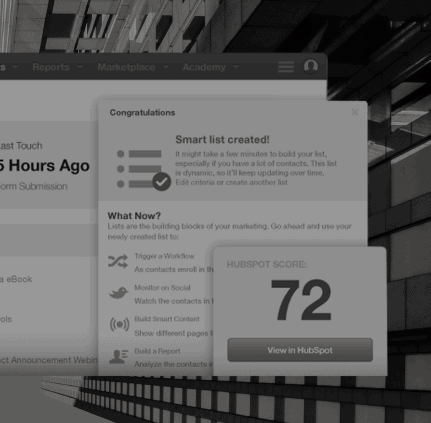 s Reports Marketplace Academy
Congratulations ×
ast Touch
5 Hours Ago
orm Submission
Smart list created!
It might take a few minutes to build your list,
especially if you have a lot of contacts. This list
is dynamic, so it'll keep updating over time.
Edit criteria or create another list
What Now?
Lists are the building blocks of your marketing. Go ahead and use your
newly created list to:
Trigger a Workflow
As contacts enroll in th
Monitor on Social
Watch the contacts in
Build Smart Content
Show different pages f
Build a Report
Analyze the contacts i
a eBook
ols
ct Announcement Webin
HUBSPOT SCORE:
72
View in HubSpot